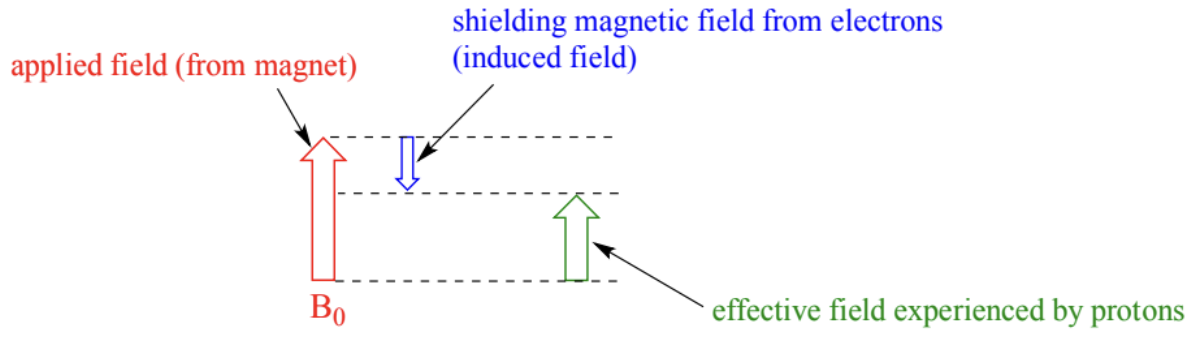 shielding magnetic field from electrons
(induced field)
applied field (from magnet)
B₀
effective field experienced by protons